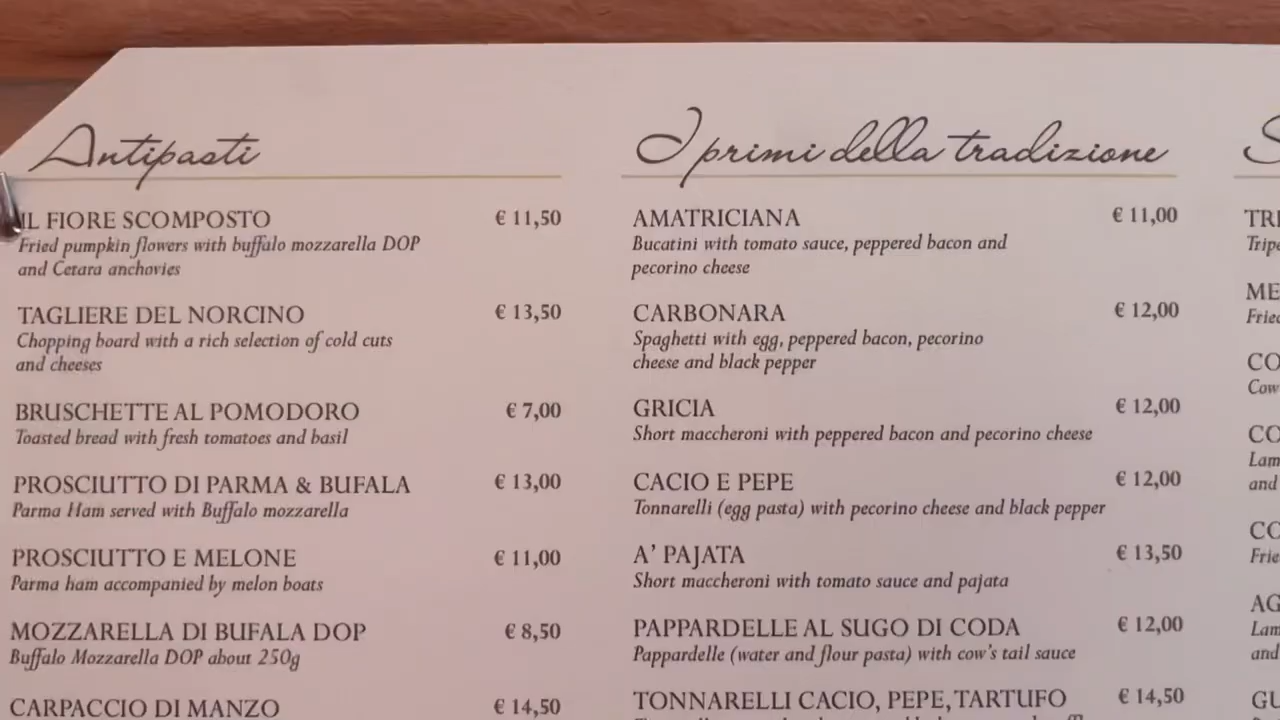 Antipasti
IL FIORE SCOMPOSTO € 11,50
Fried pumpkin flowers with buffalo mozzarella DOP
and Cetara anchovies
TAGLIERE DEL NORCINO € 13,50
Chopping board with a rich selection of cold cuts
and cheeses
BRUSCHETTE AL POMODORO € 7,00
Toasted bread with fresh tomatoes and basil
PROSCIUTTO DI PARMA & BUFALA € 13,00
Parma Ham served with Buffalo mozzarella
PROSCIUTTO E MELONE € 11,00
Parma ham accompanied by melon boats
MOZZARELLA DI BUFALA DOP € 8,50
Buffalo Mozzarella DOP about 250g
CARPACCIO DI MANZO € 14,50
I primi della tradizione
AMATRICIANA € 11,00
Bucatini with tomato sauce, peppered bacon and
pecorino cheese
CARBONARA € 12,00
Spaghetti with egg, peppered bacon, pecorino
cheese and black pepper
GRICIA € 12,00
Short maccheroni with peppered bacon and pecorino cheese
CACIO E PEPE € 12,00
Tonnarelli (egg pasta) with pecorino cheese and black pepper
A' PAJATA € 13,50
Short maccheroni with tomato sauce and pajata
PAPPARDELLE AL SUGO DI CODA € 12,00
Pappardelle (water and flour pasta) with cow's tail sauce
TONNARELLI CACIO, PEPE, TARTUFO € 14,50
and
and